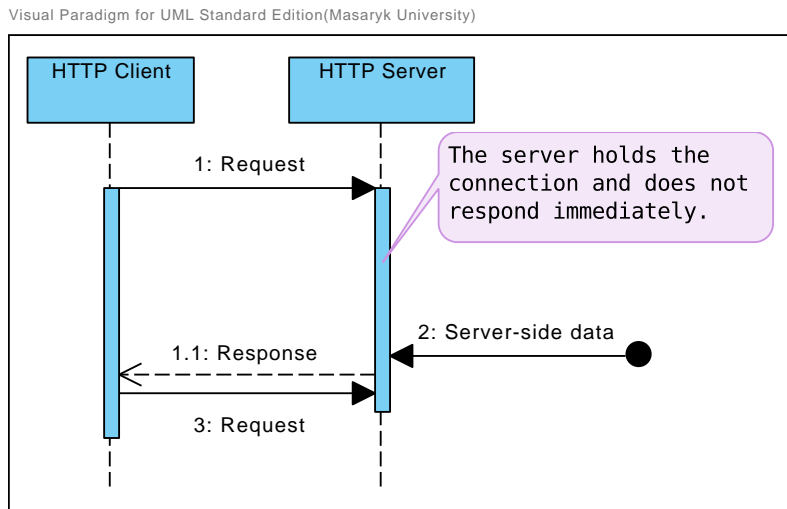 Visual Paradigm for UML Standard Edition(Masaryk University)
HTTP Client
HTTP Server
The server holds the
connection and does not
respond immediately.
1: Request
2: Server-side data
1.1: Response
3: Request